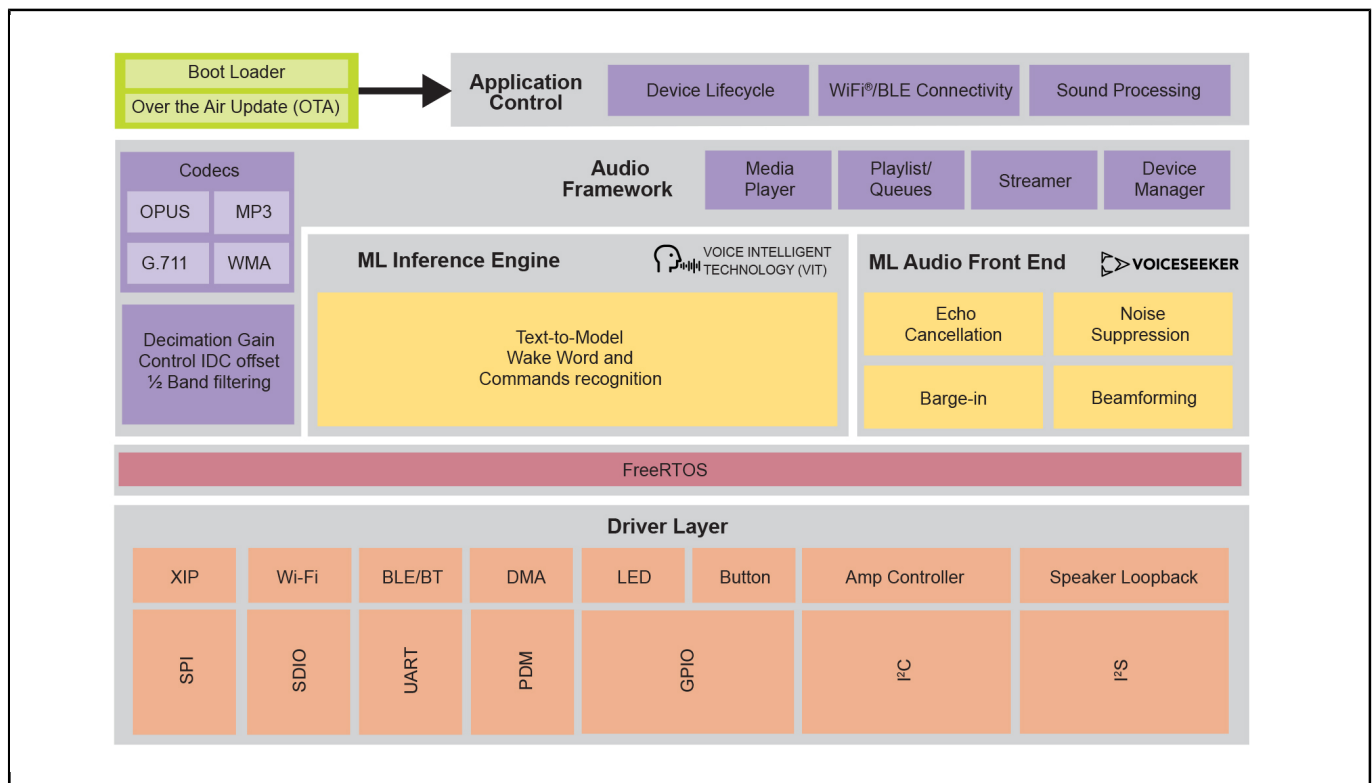 Boot Loader
Over the Air Update (OTA)
Application
Control
Device Lifecycle
WiFi®/BLE Connectivity
Sound Processing
Codecs
OPUS
MP3
G.711
WMA
Decimation Gain
Control IDC offset
½ Band filtering
Audio
Framework
Media
Player
Playlist/
Queues
Streamer
Device
Manager
ML Inference Engine
VOICE INTELLIGENT
TECHNOLOGY (VIT)
Text-to-Model
Wake Word and
Commands recognition
ML Audio Front End
VOICESEEKER
Echo
Cancellation
Noise
Suppression
Barge-in
Beamforming
FreeRTOS
Driver Layer
XIP
Wi-Fi
BLE/BT
DMA
LED
Button
Amp Controller
Speaker Loopback
SPI
SDIO
UART
PDM
GPIO
I²C
I²S